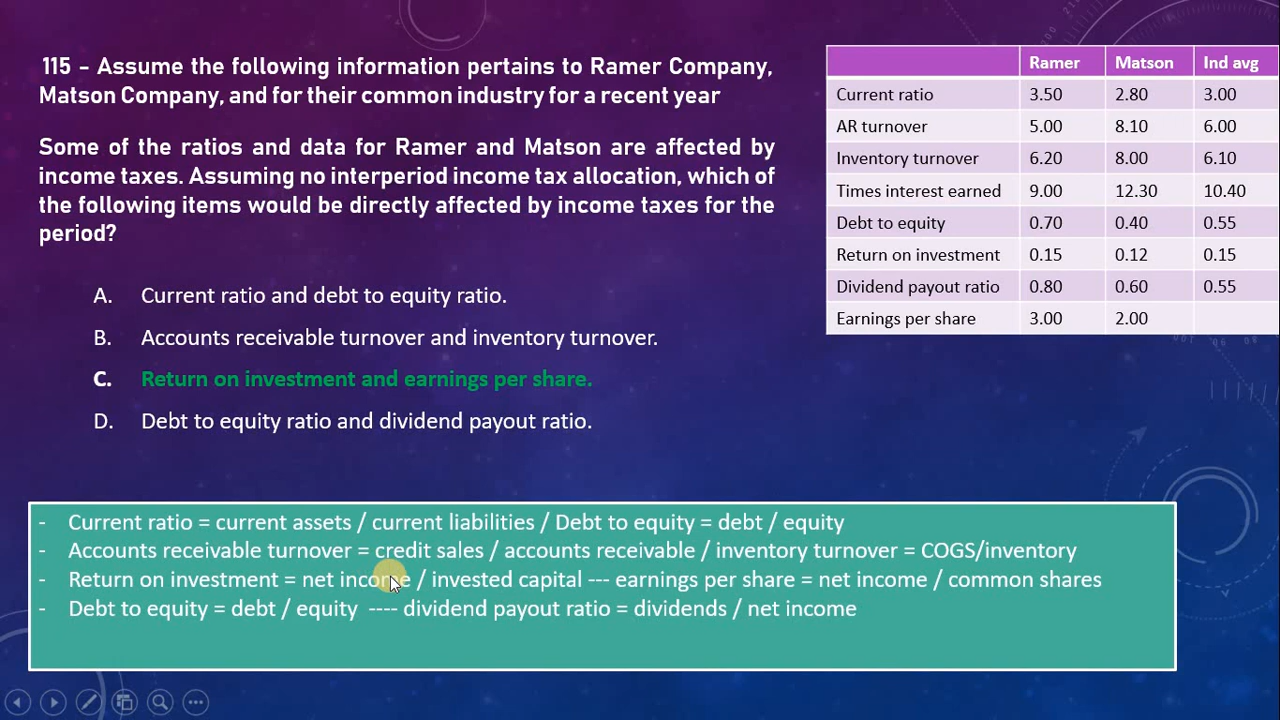 115 - Assume the following information pertains to Ramer Company,
Matson Company, and for their common industry for a recent year
Some of the ratios and data for Ramer and Matson are affected by
income taxes. Assuming no interperiod income tax allocation, which of
the following items would be directly affected by income taxes for the
period?
A. Current ratio and debt to equity ratio.
B. Accounts receivable turnover and inventory turnover.
C. Return on investment and earnings per share.
D. Debt to equity ratio and dividend payout ratio.
Ramer Matson Ind avg
Current ratio 3.50 2.80 3.00
AR turnover 5.00 8.10 6.00
Inventory turnover 6.20 8.00 6.10
Times interest earned 9.00 12.30 10.40
Debt to equity 0.70 0.40 0.55
Return on investment 0.15 0.12 0.15
Dividend payout ratio 0.80 0.60 0.55
Earnings per share 3.00 2.00
- Current ratio = current assets / current liabilities / Debt to equity = debt / equity
- Accounts receivable turnover = credit sales / accounts receivable / inventory turnover = COGS/inventory
- Return on investment = net income / invested capital --- earnings per share = net income / common shares
- Debt to equity = debt / equity ---- dividend payout ratio = dividends / net income